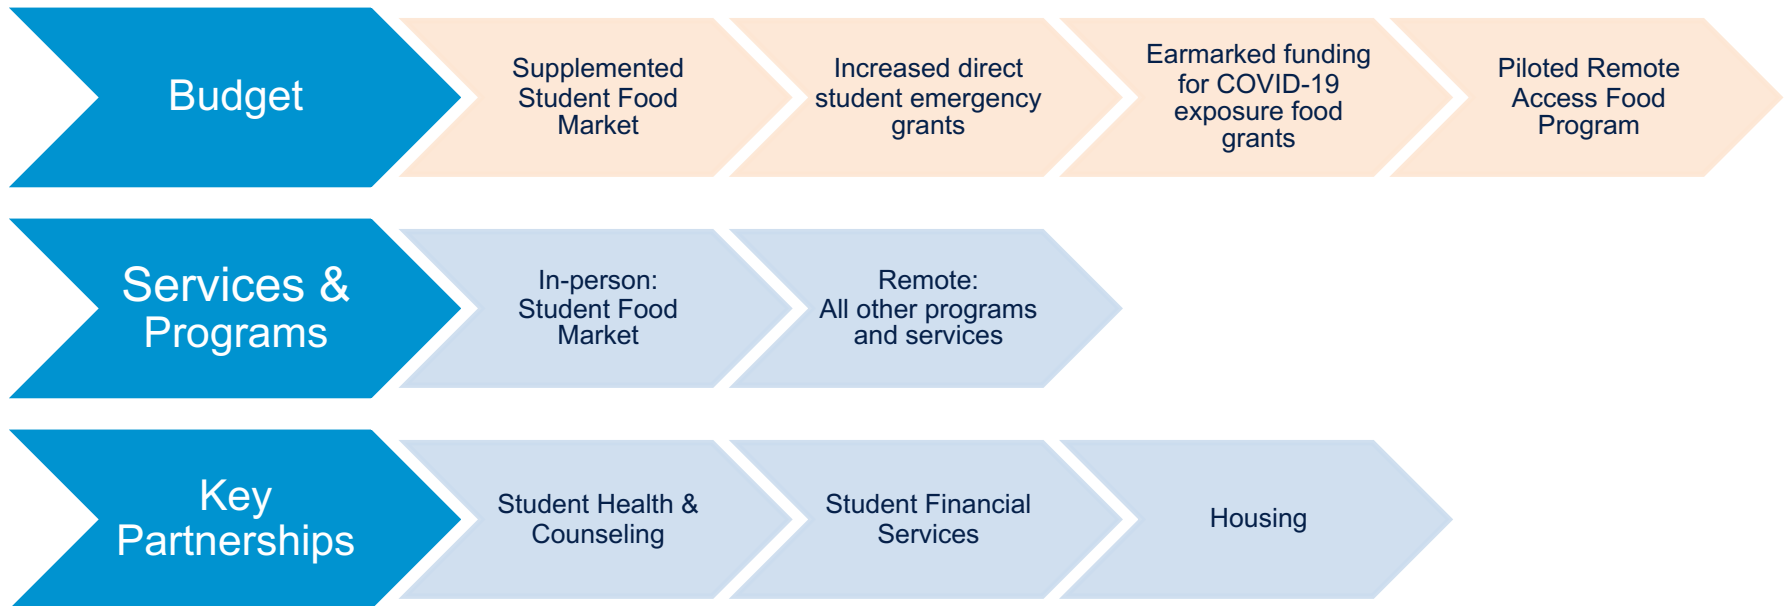 Budget
Supplemented
Student Food
Market
Increased direct
student emergency
grants
Earmarked funding
for COVID-19
exposure food
grants
Piloted Remote
Access Food
Program
Services &
Programs
In-person:
Student Food
Market
Remote:
All other programs
and services
Key
Partnerships
Student Health &
Counseling
Student Financial
Services
Housing